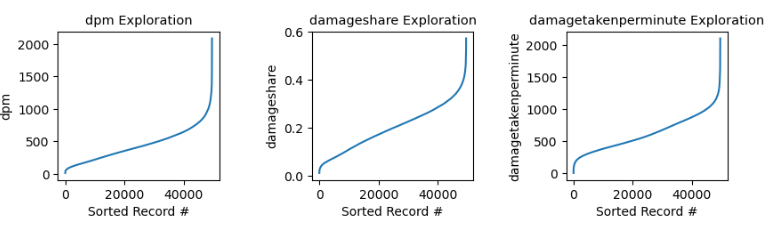 dpm Exploration
dpm
2000
1500
1000
500
0
0
20000
40000
Sorted Record #
damageshare Exploration
damageshare
0.6
0.4
0.2
0.0
0
20000
40000
Sorted Record #
damagetakenperminute Exploration
damagetakenperminute
2000
1500
1000
500
0
0
20000
40000
Sorted Record #